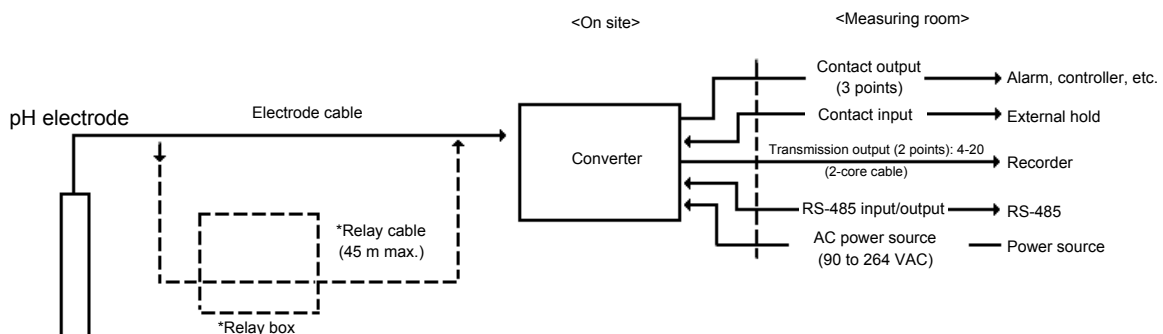 <On site>
<Measuring room>
pH electrode
Electrode cable
*Relay cable
(45 m max.)
*Relay box
Converter
Contact output
(3 points)
Alarm, controller, etc.
Contact input
External hold
Transmission output (2 points): 4-20
(2-core cable)
Recorder
RS-485 input/output
RS-485
AC power source
(90 to 264 VAC)
Power source